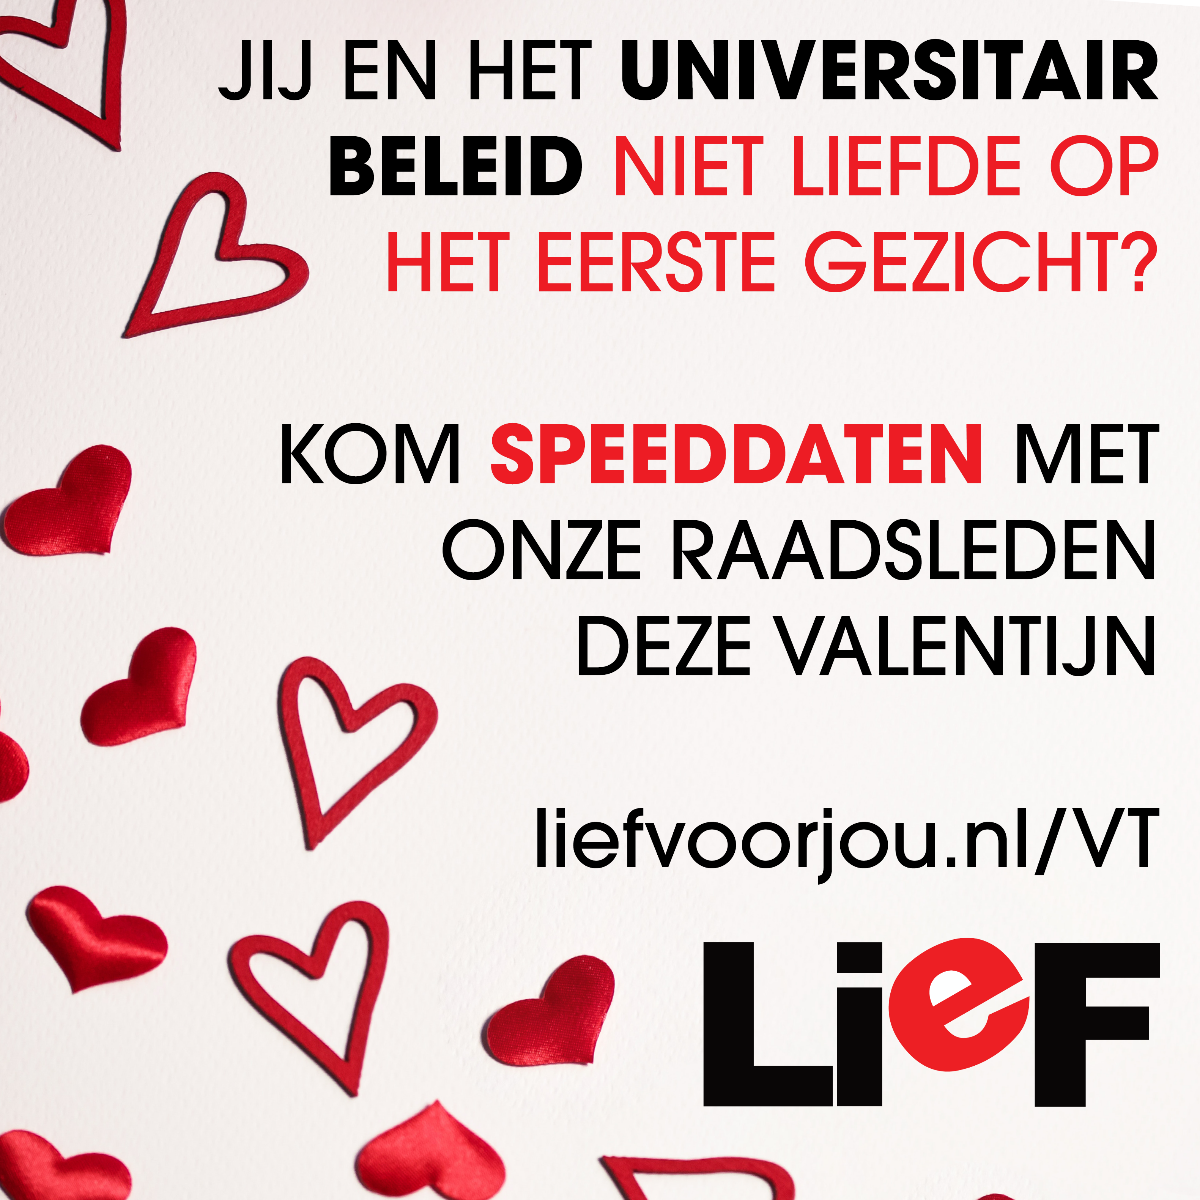 JIJ EN HET UNIVERSITAIR
BELEID NIET LIEFDE OP
HET EERSTE GEZICHT?
KOM SPEEDDATEN MET
ONZE RAADSLEDEN
DEZE VALENTIJN
liefvoorjou.nl/VT
LieF